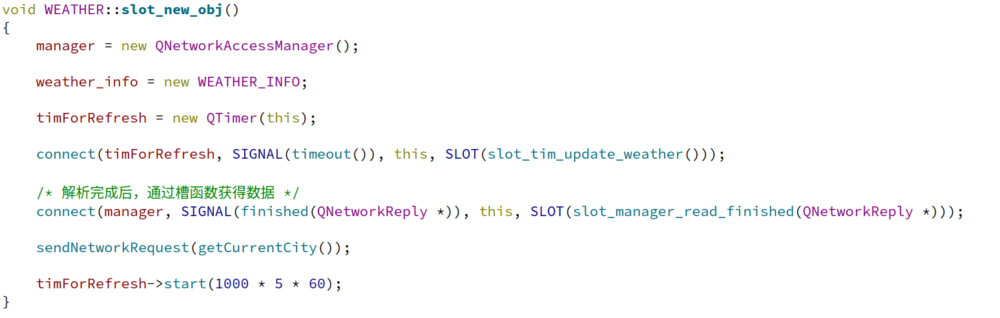 void WEATHER::slot_new_obj()
{
    manager = new QNetworkAccessManager();
    weather_info = new WEATHER_INFO;
    timForRefresh = new QTimer(this);
    connect(timForRefresh, SIGNAL(timeout()), this, SLOT(slot_tim_update_weather()));
    /* 解析完成后，通过槽函数获得数据 */
    connect(manager, SIGNAL(finished(QNetworkReply *)), this, SLOT(slot_manager_read_finished(QNetworkReply *)));
    sendNetworkRequest(getCurrentCity());
    timForRefresh->start(1000 * 5 * 60);
}